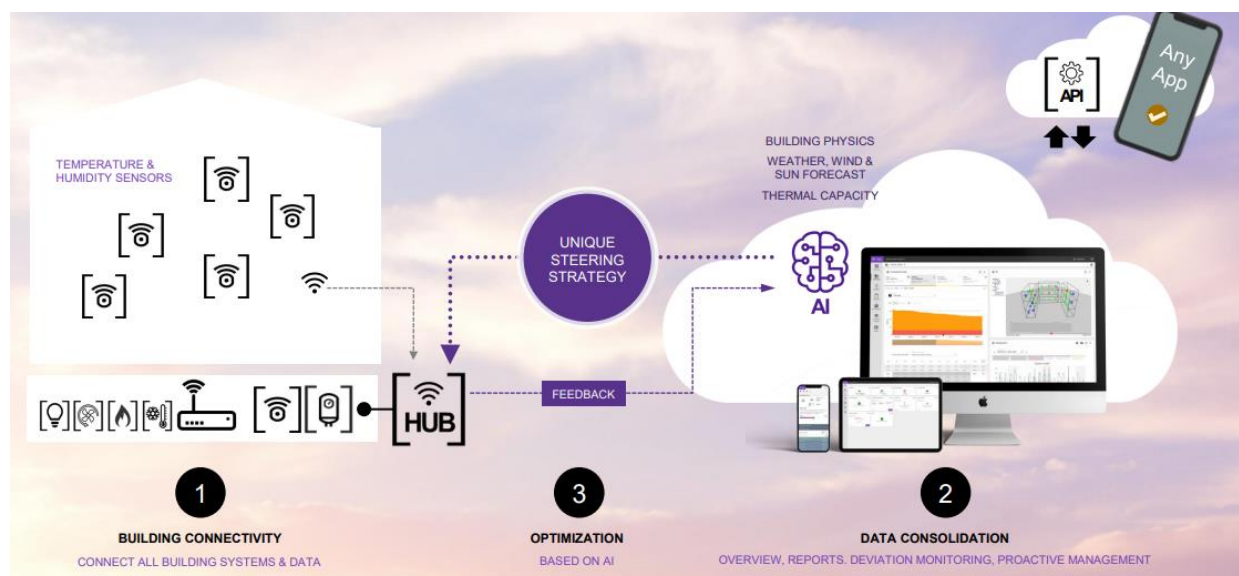 TEMPERATURE &
HUMIDITY SENSORS
HUB
UNIQUE
STEERING
STRATEGY
FEEDBACK
BUILDING PHYSICS
WEATHER, WIND &
SUN FORECAST
THERMAL CAPACITY
AI
API
Any
App
1
BUILDING CONNECTIVITY
CONNECT ALL BUILDING SYSTEMS & DATA
3
OPTIMIZATION
BASED ON AI
2
DATA CONSOLIDATION
OVERVIEW, REPORTS. DEVIATION MONITORING, PROACTIVE MANAGEMENT